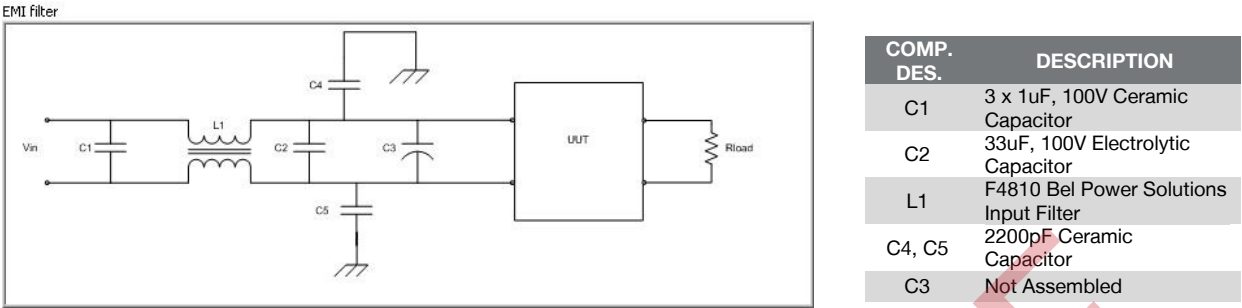 EMI filter
C4
L1
Vin
C1
C2
C3
UUT
Rload
C5
COMP. DES.
DESCRIPTION
C1
3 x 1uF, 100V Ceramic
Capacitor
C2
33uF, 100V Electrolytic
Capacitor
L1
F4810 Bel Power Solutions
Input Filter
C4, C5
2200pF Ceramic
Capacitor
C3
Not Assembled